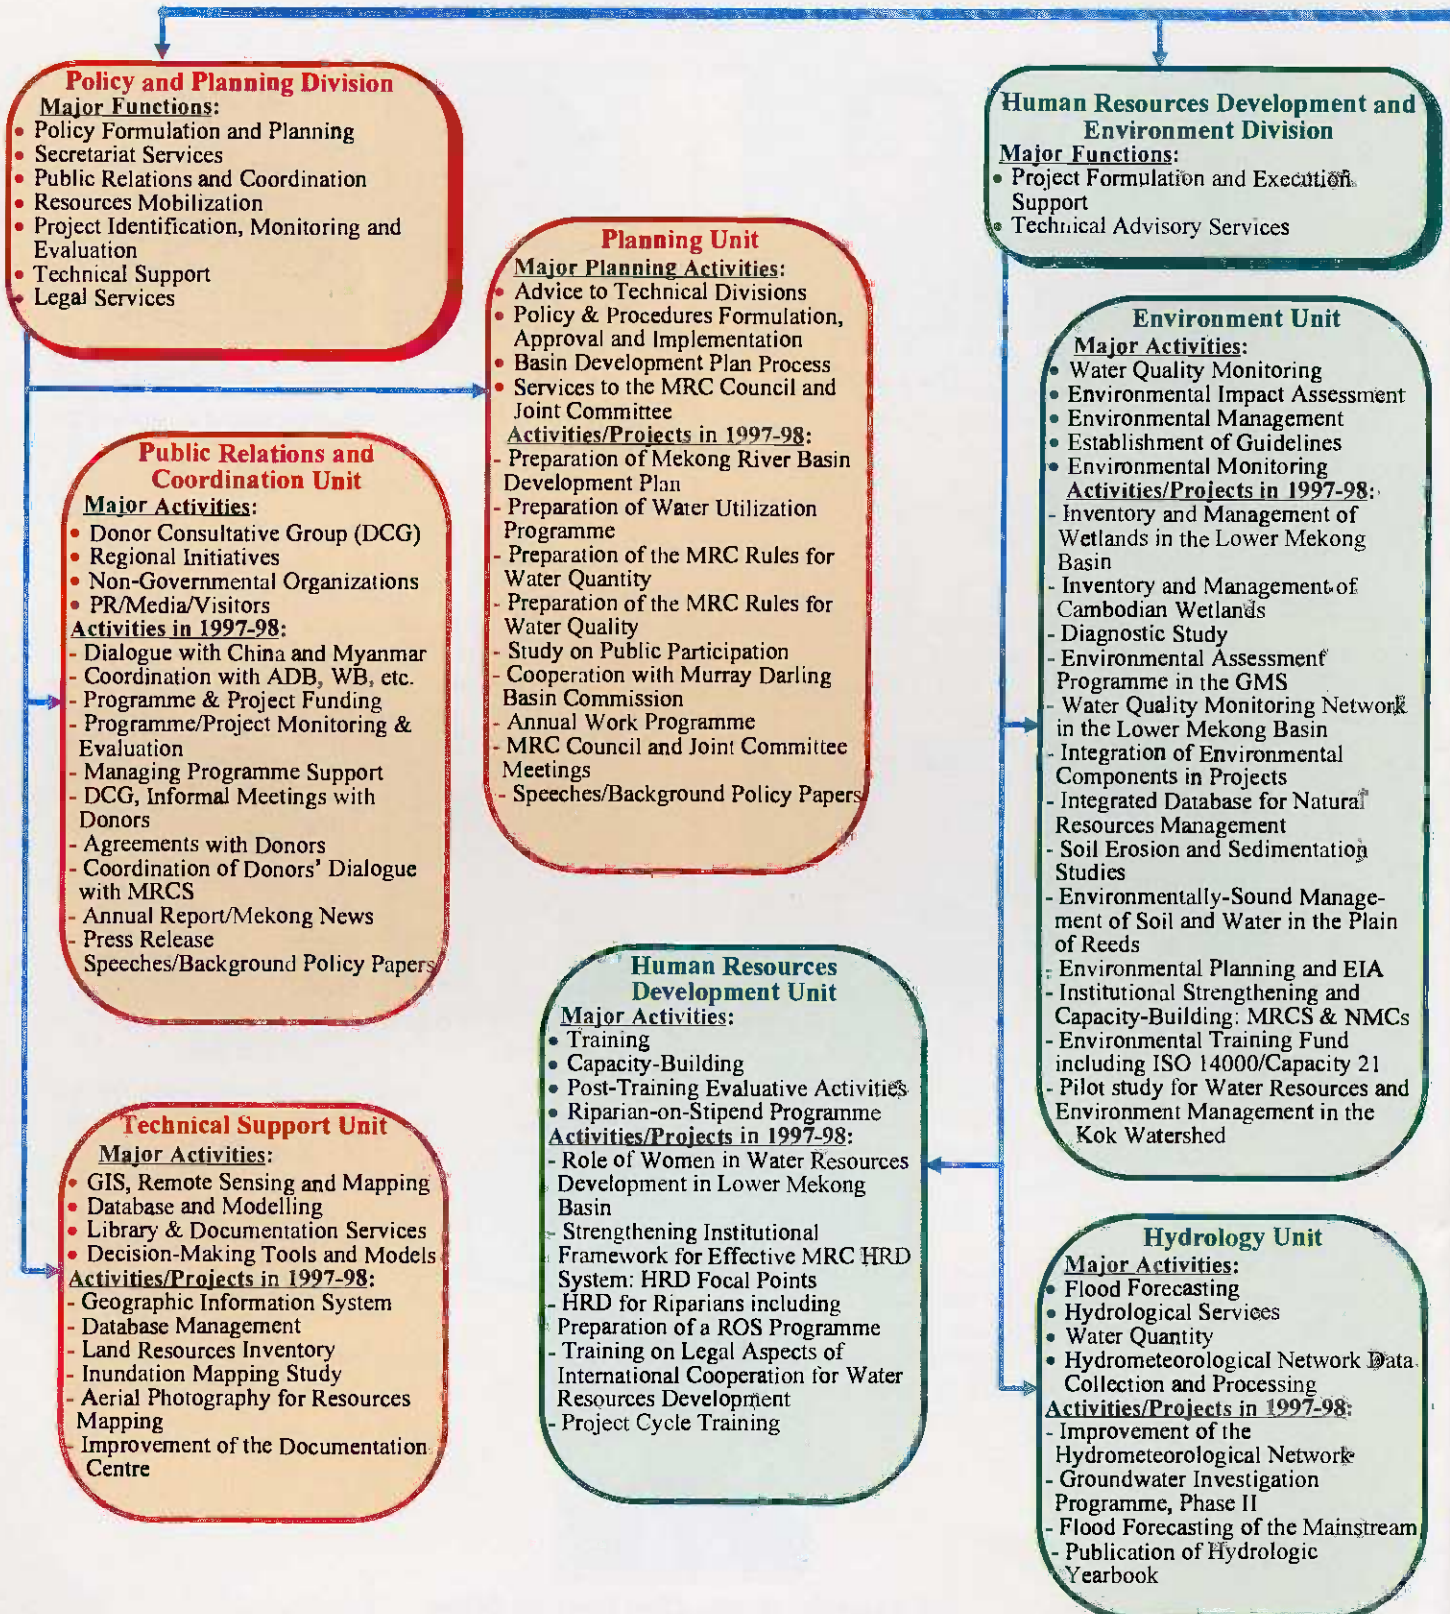 Policy and Planning Division
Major Functions:
• Policy Formulation and Planning
• Secretariat Services
• Public Relations and Coordination
• Resources Mobilization
• Project Identification, Monitoring and
Evaluation
• Technical Support
• Legal Services
Public Relations and
Coordination Unit
Major Activities:
• Donor Consultative Group (DCG)
• Regional Initiatives
• Non-Governmental Organizations
• PR/Media/Visitors
Activities in 1997-98:
- Dialogue with China and Myanmar
- Coordination with ADB, WB, etc.
- Programme & Project Funding
- Programme/Project Monitoring &
Evaluation
- Managing Programme Support
- DCG, Informal Meetings with
Donors
- Agreements with Donors
- Coordination of Donors' Dialogue
with MRCS
- Annual Report/Mekong News
- Press Release
Speeches/Background Policy Papers
Technical Support Unit
Major Activities:
• GIS, Remote Sensing and Mapping
• Database and Modelling
• Library & Documentation Services
• Decision-Making Tools and Models
Activities/Projects in 1997-98:
- Geographic Information System
- Database Management
- Land Resources Inventory
- Inundation Mapping Study
- Aerial Photography for Resources
Mapping
- Improvement of the Documentation
Centre
Planning Unit
Major Planning Activities:
• Advice to Technical Divisions
• Policy & Procedures Formulation,
Approval and Implementation
• Basin Development Plan Process
• Services to the MRC Council and
Joint Committee
Activities/Projects in 1997-98:
- Preparation of Mekong River Basin
Development Plan
- Preparation of Water Utilization
Programme
- Preparation of the MRC Rules for
Water Quantity
- Preparation of the MRC Rules for
Water Quality
- Study on Public Participation
- Cooperation with Murray Darling
Basin Commission
- Annual Work Programme
- MRC Council and Joint Committee
Meetings
- Speeches/Background Policy Papers
Human Resources Development and
Environment Division
Major Functions:
• Project Formulation and Execution
Support
• Technical Advisory Services
Human Resources
Development Unit
Major Activities:
• Training
• Capacity-Building
• Post-Training Evaluative Activities
• Riparian-on-Stipend Programme
Activities/Projects in 1997-98:
- Role of Women in Water Resources
Development in Lower Mekong
Basin
- Strengthening Institutional
Framework for Effective MRC HRD
System: HRD Focal Points
- HRD for Riparians including
Preparation of a ROS Programme
- Training on Legal Aspects of
International Cooperation for Water
Resources Development
- Project Cycle Training
Environment Unit
Major Activities:
• Water Quality Monitoring
• Environmental Impact Assessment
• Environmental Management
• Establishment of Guidelines
• Environmental Monitoring
Activities/Projects in 1997-98:
- Inventory and Management of
Wetlands in the Lower Mekong
Basin
- Inventory and Management of
Cambodian Wetlands
- Diagnostic Study
- Environmental Assessment
Programme in the GMS
- Water Quality Monitoring Network
in the Lower Mekong Basin
- Integration of Environmental
Components in Projects
- Integrated Database for Natural
Resources Management
- Soil Erosion and Sedimentation
Studies
- Environmentally-Sound Manage-
ment of Soil and Water in the Plain
of Reeds
- Environmental Planning and EIA
- Institutional Strengthening and
Capacity-Building: MRCS & NMCs
- Environmental Training Fund
including ISO 14000/Capacity 21
- Pilot study for Water Resources and
Environment Management in the
Kok Watershed
Hydrology Unit
Major Activities:
• Flood Forecasting
• Hydrological Services
• Water Quantity
• Hydrometeorological Network Data
Collection and Processing
Activities/Projects in 1997-98:
- Improvement of the
Hydrometeorological Network
- Groundwater Investigation
Programme, Phase II
- Flood Forecasting of the Mainstream
- Publication of Hydrologic
Yearbook